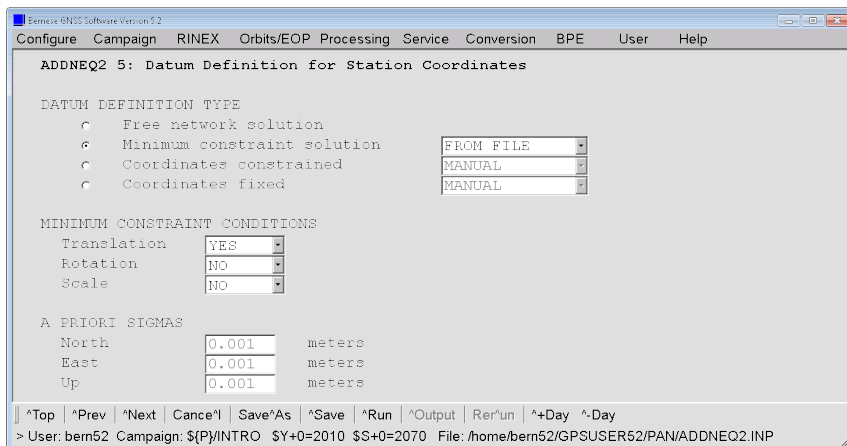 Bernese GNSS Software Version 5.2
Configure Campaign RINEX Orbits/EOP Processing Service Conversion BPE User Help
ADDNEQ2 5: Datum Definition for Station Coordinates
DATUM DEFINITION TYPE
Free network solution
Minimum constraint solution FROM FILE
Coordinates constrained MANUAL
Coordinates fixed MANUAL
MINIMUM CONSTRAINT CONDITIONS
Translation YES
Rotation NO
Scale NO
A PRIORI SIGMAS
North 0.001 meters
East 0.001 meters
Up 0.001 meters
^Top | ^Prev | ^Next | Cance^l | Save^As | ^Save | ^Run | ^Output | Rer^un | ^+Day ^-Day
> User: bern52 Campaign: ${P}/INTRO $Y+0=2010 $S+0=2070 File: /home/bern52/GPSUSER52/PAN/ADDNEQ2.INP